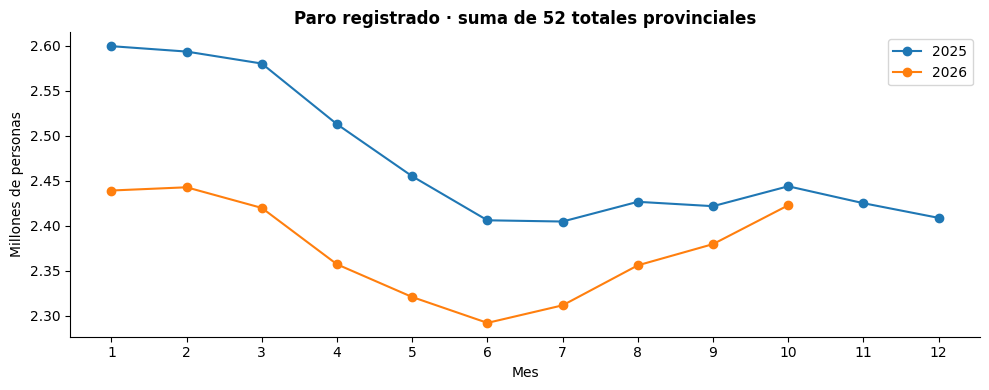 Paro registrado · suma de 52 totales provinciales
2025
2026
Millones de personas
2.60
2.55
2.50
2.45
2.40
2.35
2.30
1 2 3 4 5 6 7 8 9 10 11 12
Mes